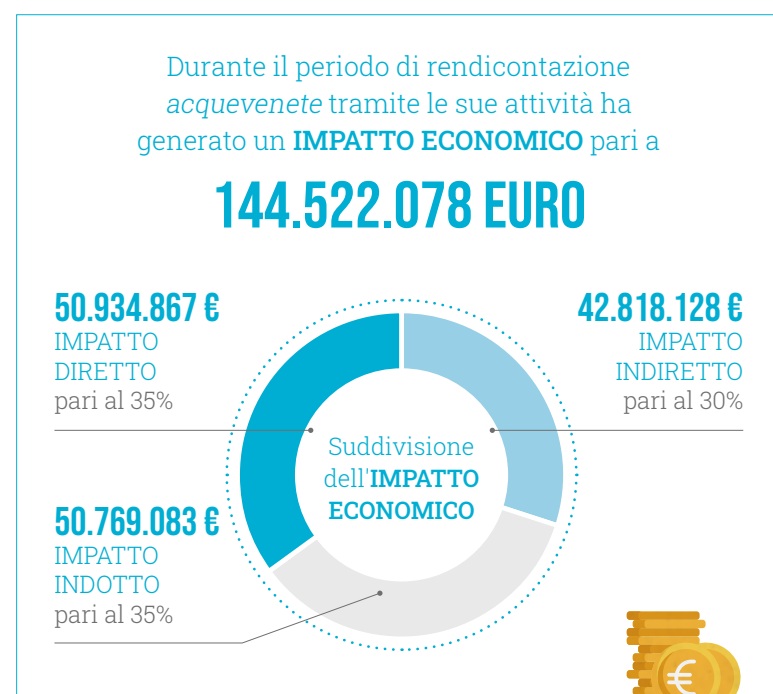 Durante il periodo di rendicontazione
acquevenete tramite le sue attività ha
generato un IMPATTO ECONOMICO pari a
144.522.078 EURO
50.934.867 €
IMPATTO
DIRETTO
pari al 35%
42.818.128 €
IMPATTO
INDIRETTO
pari al 30%
Suddivisione
dell'IMPATTO
ECONOMICO
50.769.083 €
IMPATTO
INDOTTO
pari al 35%
€